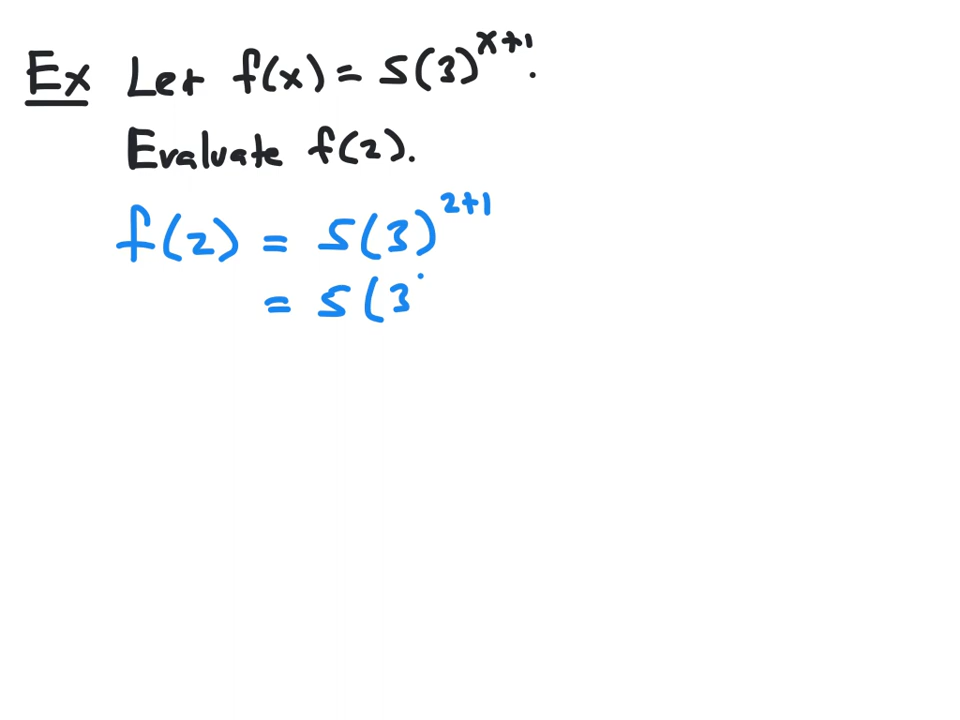 Ex Let f(x) = 5(3)^{x+1}.
Evaluate f(2).
f(2) = 5(3)^{2+1}
= 5(3